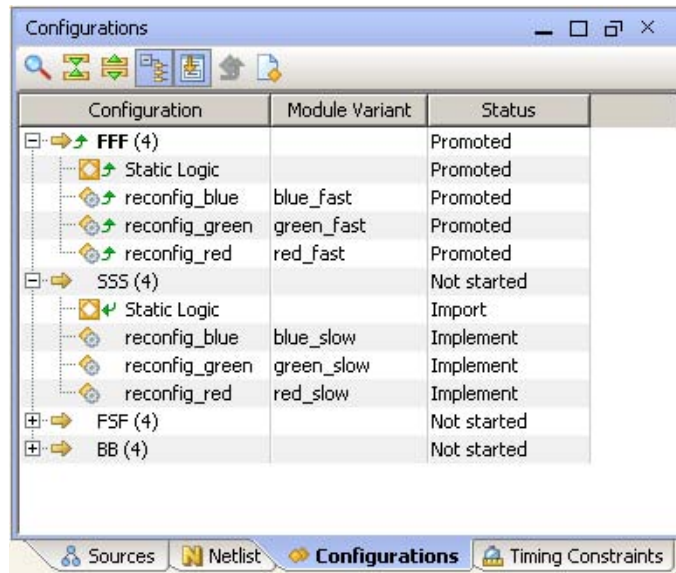 Configurations
Configuration Module Variant Status
FFF (4) Promoted
Static Logic Promoted
reconfig_blue blue_fast Promoted
reconfig_green green_fast Promoted
reconfig_red red_fast Promoted
SSS (4) Not started
Static Logic Import
reconfig_blue blue_slow Implement
reconfig_green green_slow Implement
reconfig_red red_slow Implement
FSF (4) Not started
BB (4) Not started
Sources Netlist Configurations Timing Constraints